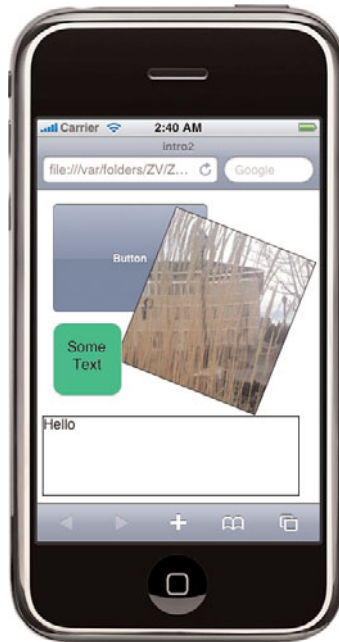 Carrier 2:40 AM
intro2
file:///var/folders/ZV/Z... Google
Button
Some
Text
Hello